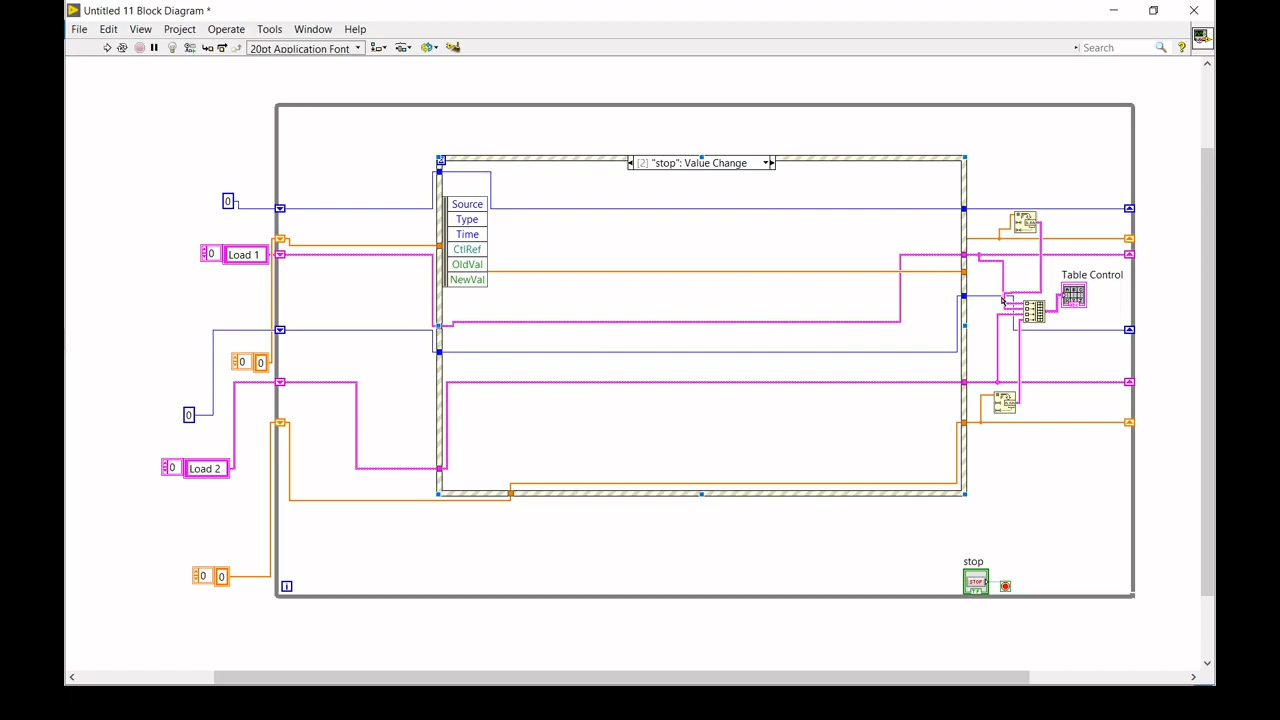 Untitled 11 Block Diagram *
File Edit View Project Operate Tools Window Help
20pt Application Font
Search
?
[2] "stop": Value Change
0
Source
Type
Time
CtlRef
OldVal
NewVal
0 Load 1
Table Control
0 0
0
0 Load 2
0 0
i
stop
STOP
TF